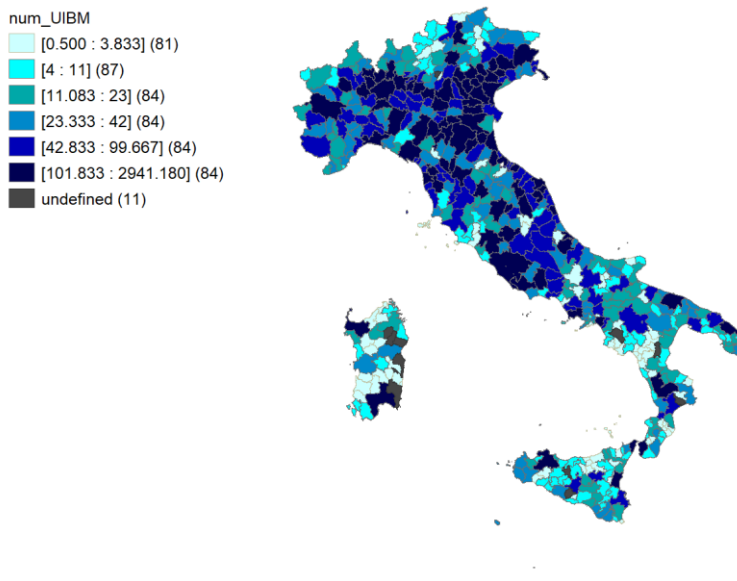 num_UIBM
[0.500 : 3.833] (81)
[4 : 11] (87)
[11.083 : 23] (84)
[23.333 : 42] (84)
[42.833 : 99.667] (84)
[101.833 : 2941.180] (84)
undefined (11)